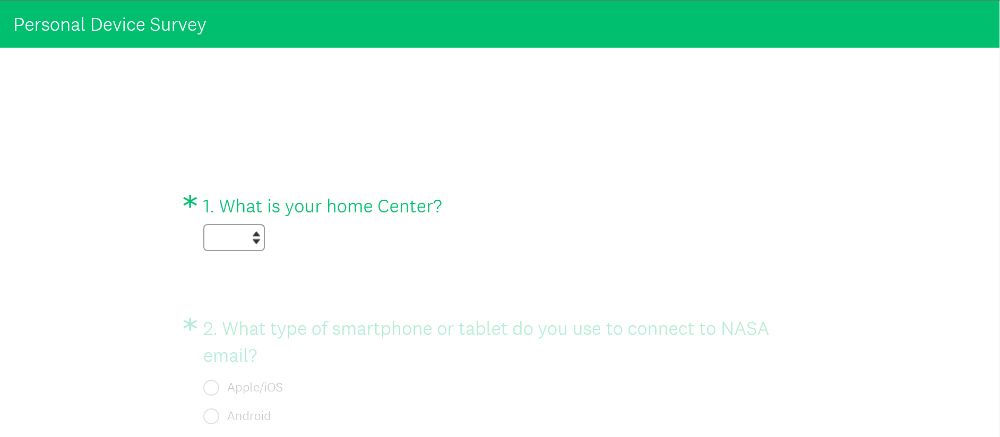 Personal Device Survey
* 1. What is your home Center?
* 2. What type of smartphone or tablet do you use to connect to NASA
email?
Apple/iOS
Android